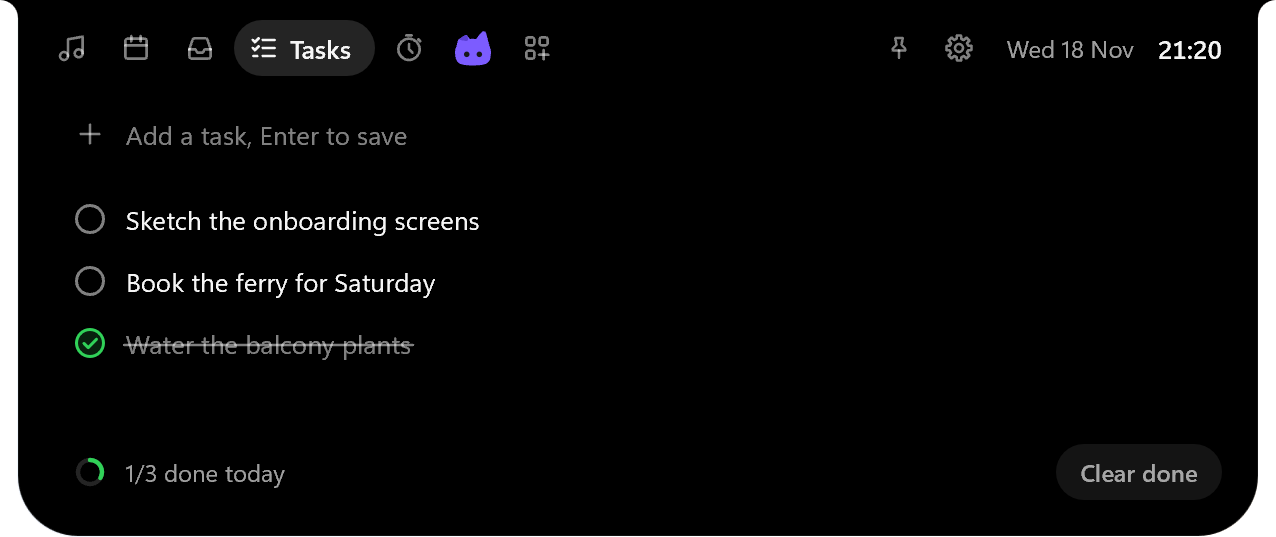 Tasks
Wed 18 Nov 21:20
Add a task, Enter to save
Sketch the onboarding screens
Book the ferry for Saturday
Water the balcony plants
1/3 done today
Clear done